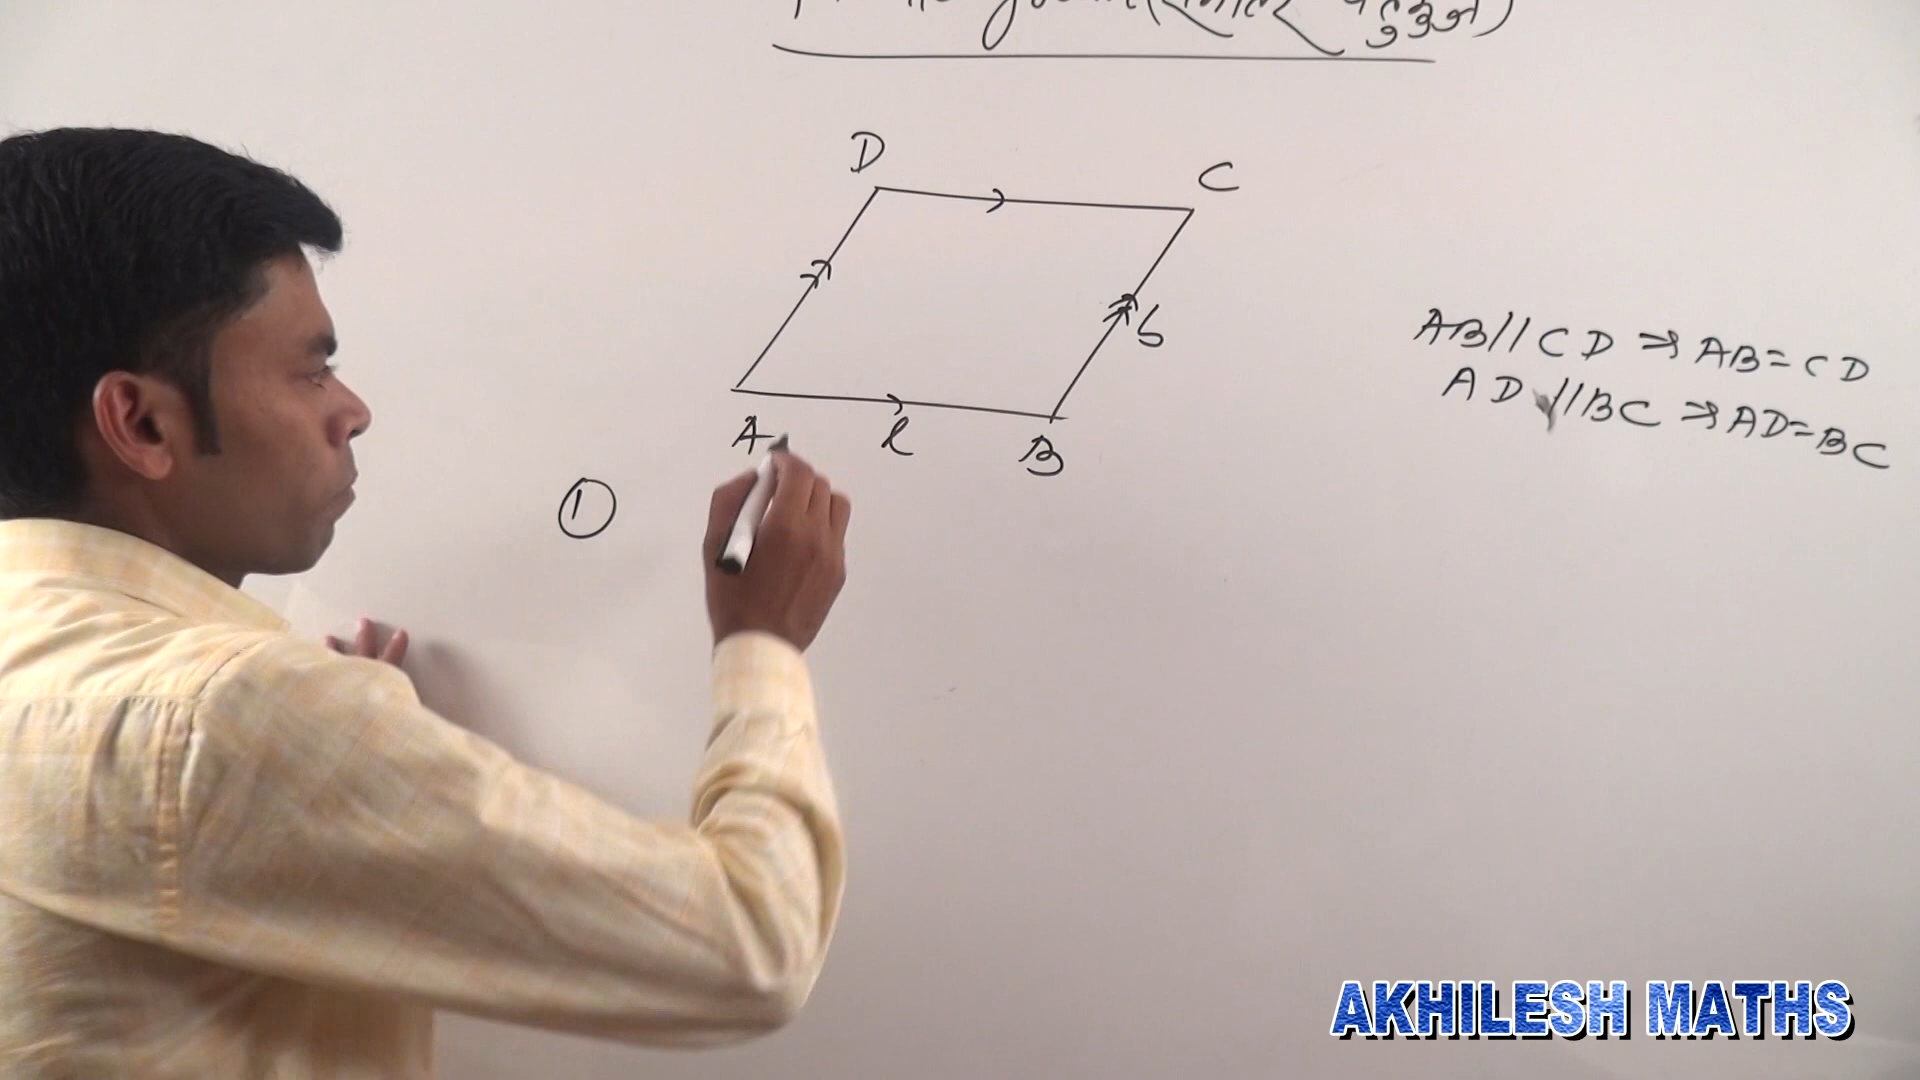 D
C
b
A
l
B
①
AB//CD ⇒ AB=CD
AD //BC ⇒ AD=BC
AKHILESH MATHS